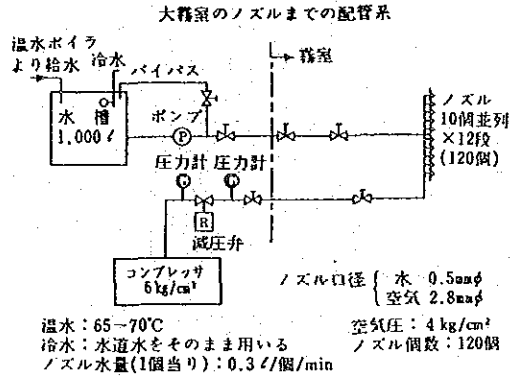 大霧室のノズルまでの配管系
温水ボイラ
より給水
冷水
バイパス
霧室
水槽
1,000ℓ
ポンプ
P
ノズル
10個並列
×12段
(120個)
圧力計
圧力計
G
G
R
減圧弁
コンプレッサ
6kg/cm²
ノズル口径
水 0.5mmφ
空気 2.8mmφ
温水：65−70℃
冷水：水道水をそのまま用いる
ノズル水量(1個当り)：0.3ℓ/個/min
空気圧：4kg/cm²
ノズル個数：120個